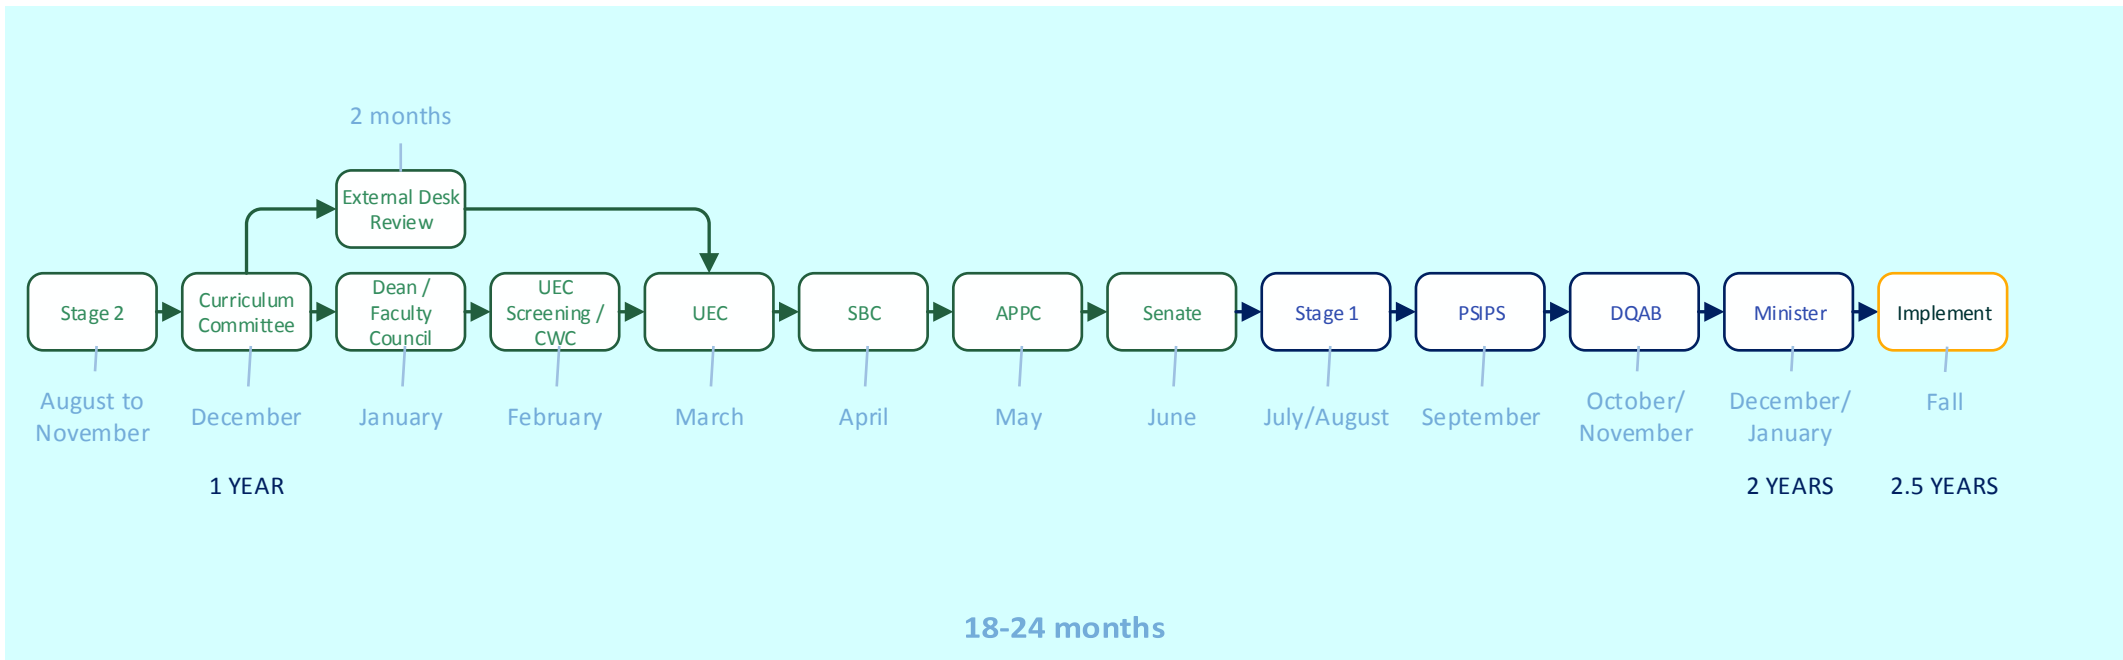 2 months
External Desk
Review
Stage 2
Curriculum
Committee
Dean /
Faculty
Council
UEC
Screening /
CWC
UEC
SBC
APPC
Senate
Stage 1
PSIPS
DQAB
Minister
Implement
August to
November
December
January
February
March
April
May
June
July/August
September
October/
November
December/
January
Fall
1 YEAR
2 YEARS
2.5 YEARS
18-24 months